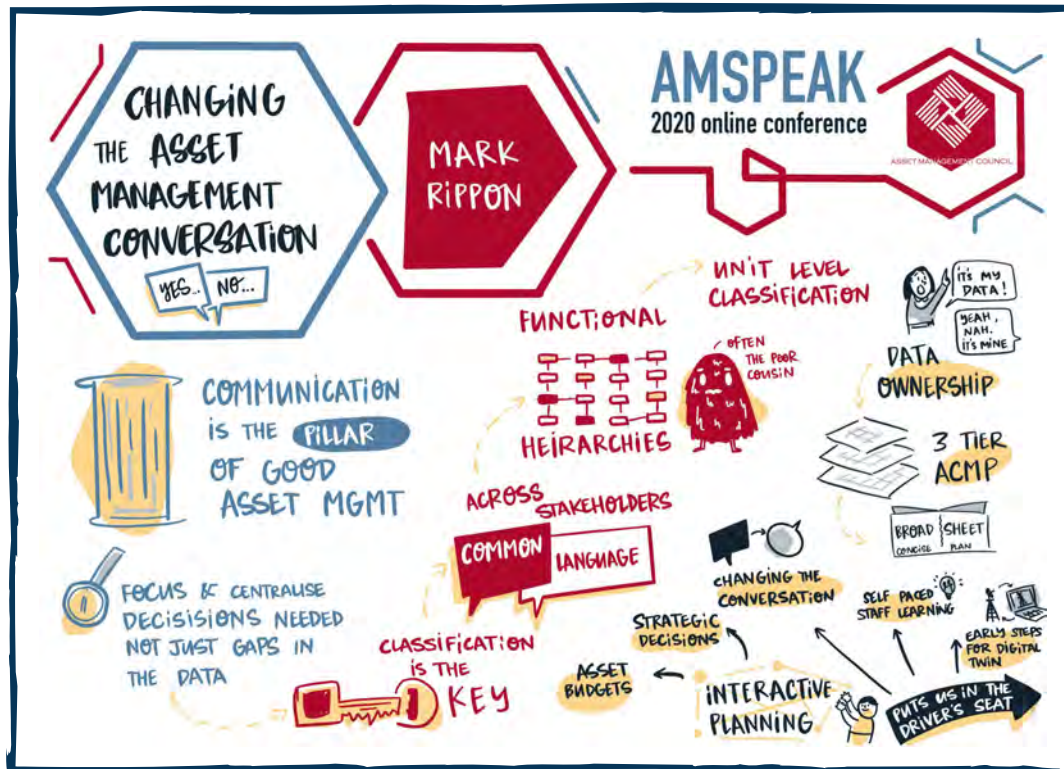 CHANGING
THE ASSET
MANAGEMENT
CONVERSATION
YES..
NO...
MARK
RIPPON
AMSPEAK
2020 online conference
ASSET MANAGEMENT COUNCIL
COMMUNICATION
IS THE PILLAR
OF GOOD
ASSET MGMT
FOCUS & CENTRALISE
DECISISIONS NEEDED
NOT JUST GAPS IN
THE DATA
CLASSIFICATION
IS THE
KEY
ACROSS
STAKEHOLDERS
COMMON
LANGUAGE
FUNCTIONAL
HEIRARCHIES
UNIT LEVEL
CLASSIFICATION
OFTEN
THE POOR
COUSIN
IT'S MY
DATA!
YEAH,
NAH.
IT'S MINE
DATA
OWNERSHIP
3 TIER
ACMP
BROAD SHEET
CONCISE PLAN
CHANGING THE
CONVERSATION
SELF PACED
STAFF LEARNING
EARLY STEPS
FOR DIGITAL
TWIN
STRATEGIC
DECISIONS
ASSET
BUDGETS
INTERACTIVE
PLANNING
PUTS US IN THE
DRIVER'S SEAT